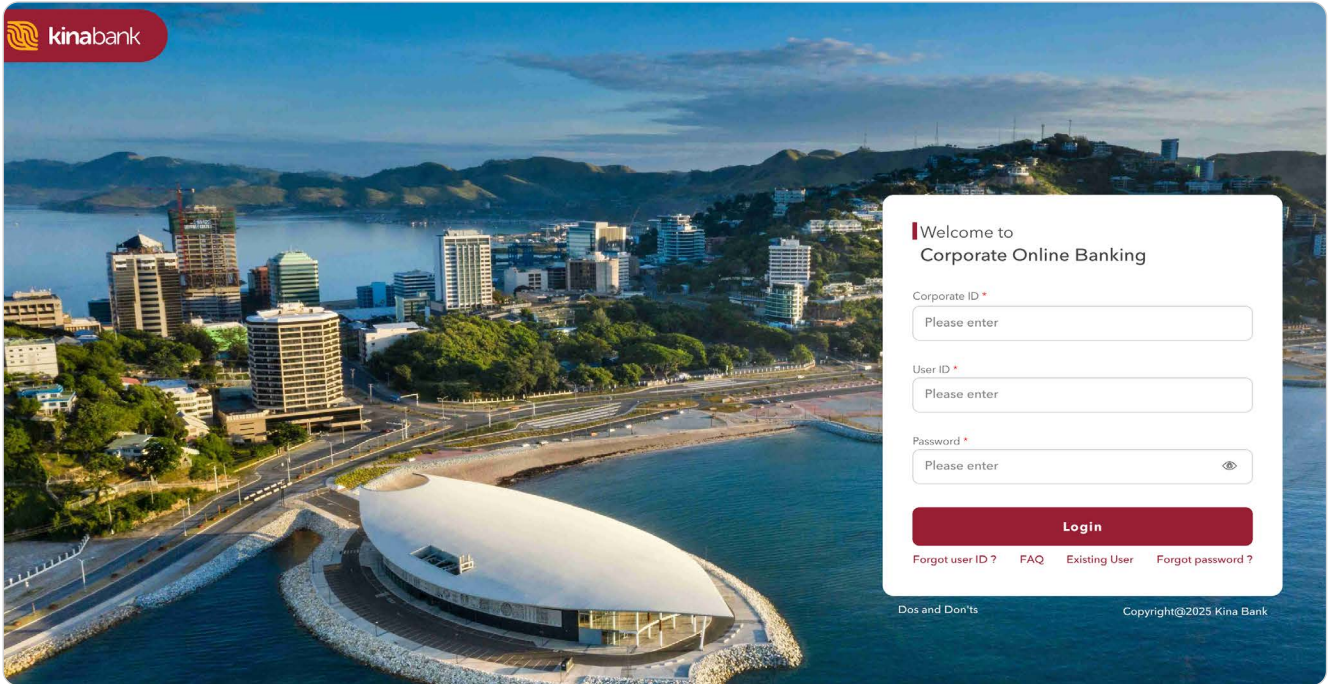 kinabank
Welcome to
Corporate Online Banking
Corporate ID *
Please enter
User ID *
Please enter
Password *
Please enter
Login
Forgot user ID ? FAQ Existing User Forgot password ?
Dos and Don'ts Copyright@2025 Kina Bank